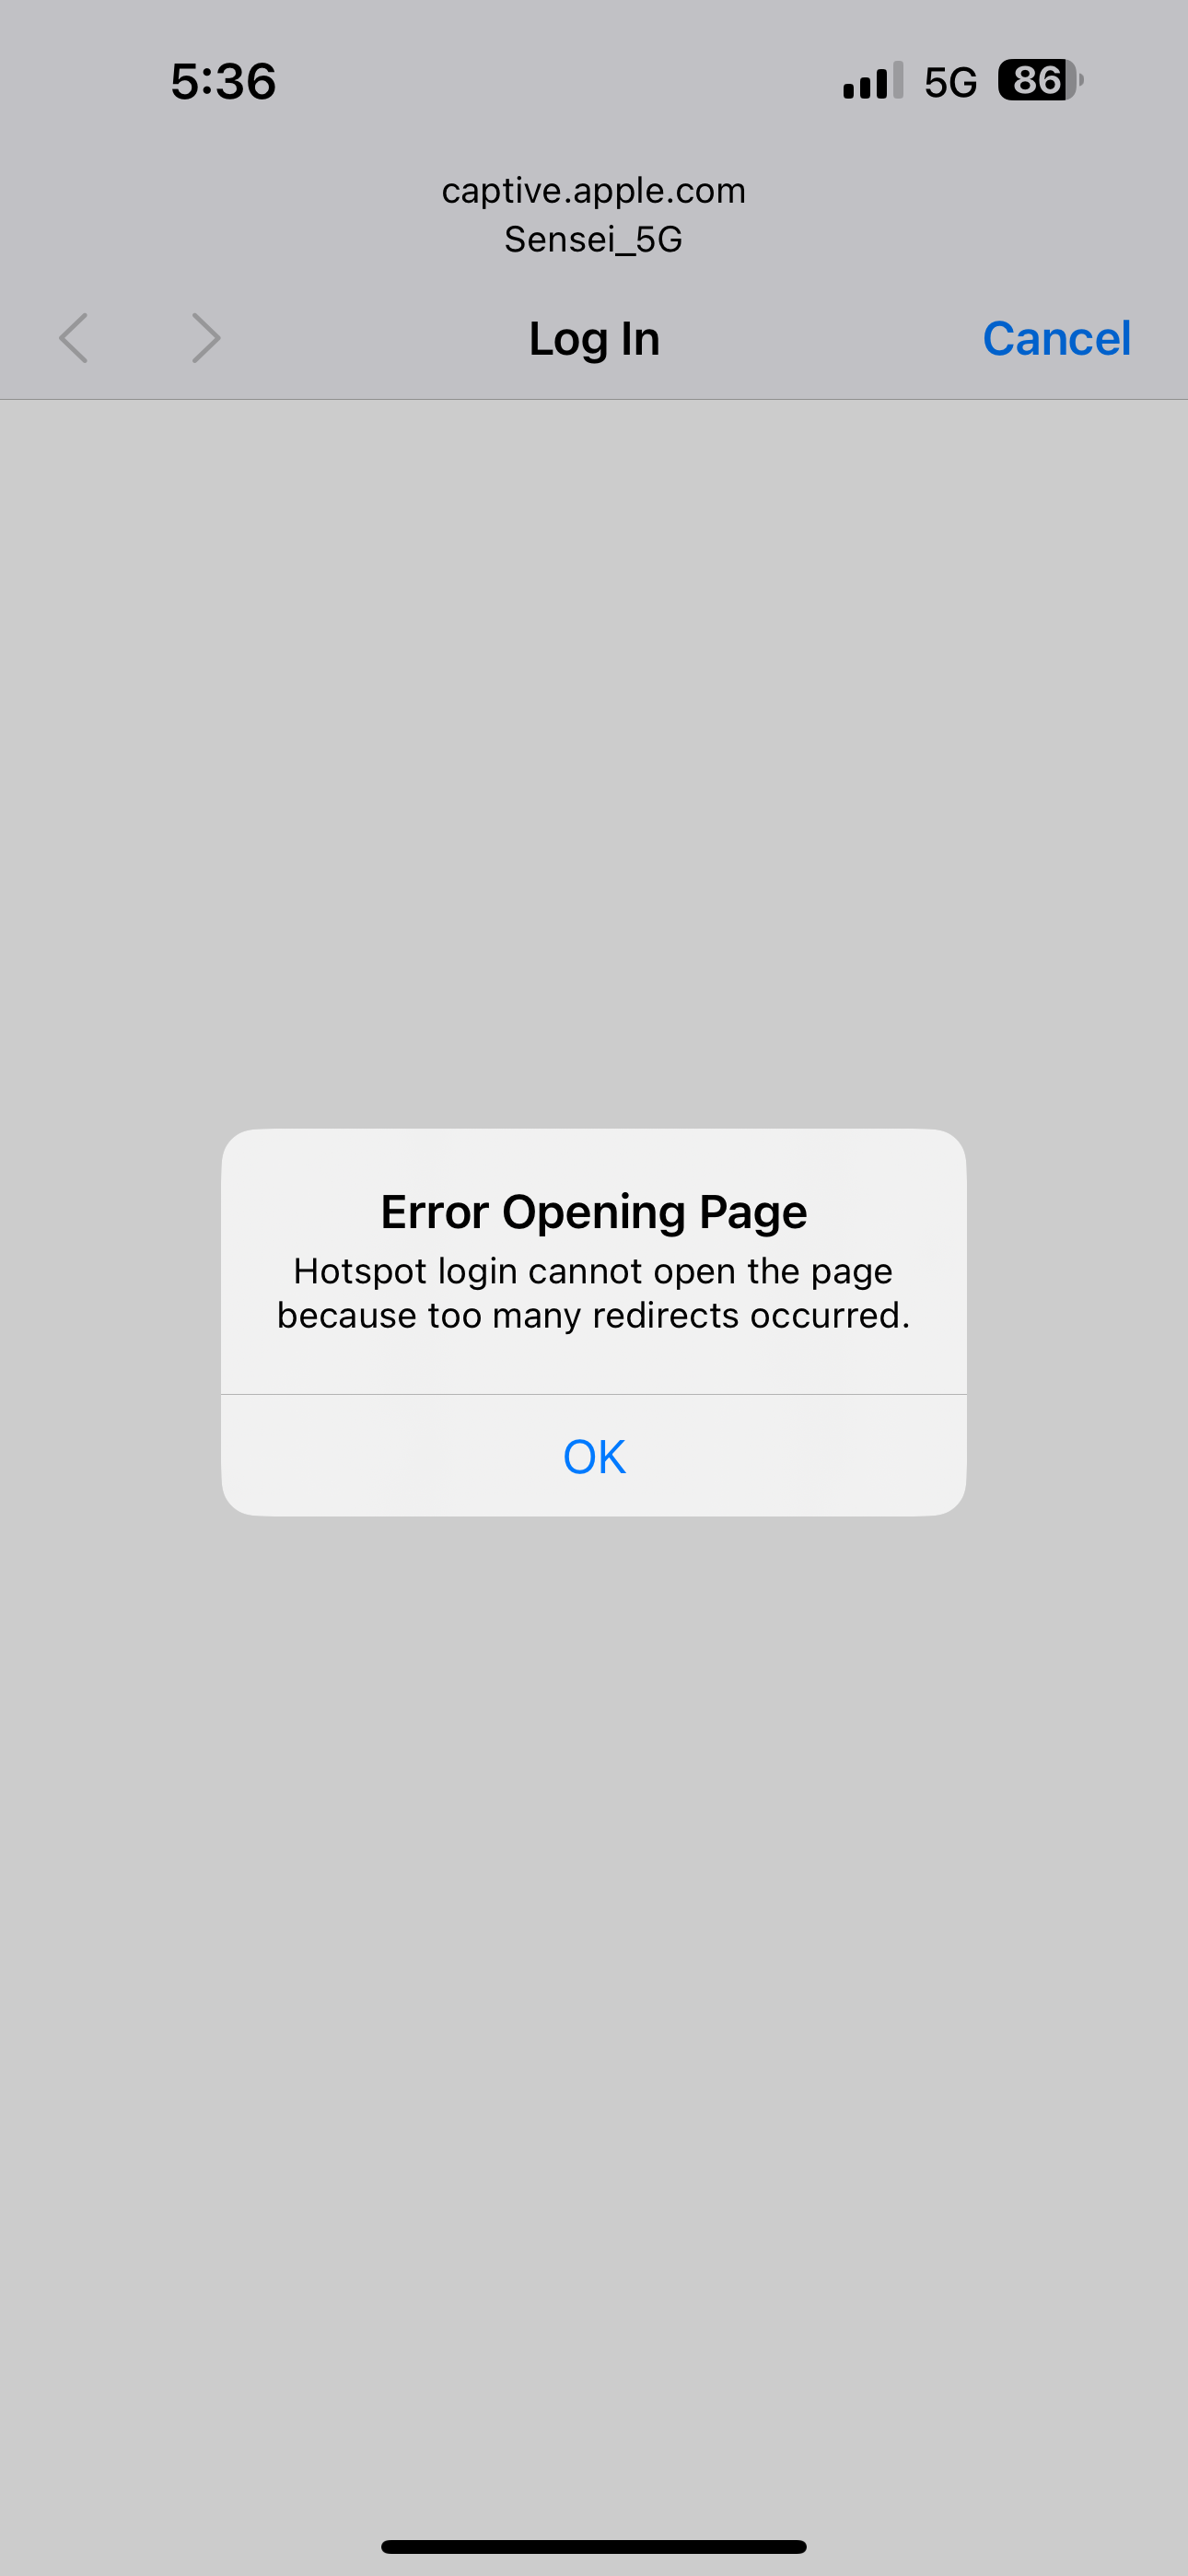 5:36 5G 86
captive.apple.com
Sensei_5G
Log In Cancel
Error Opening Page
Hotspot login cannot open the page
because too many redirects occurred.
OK